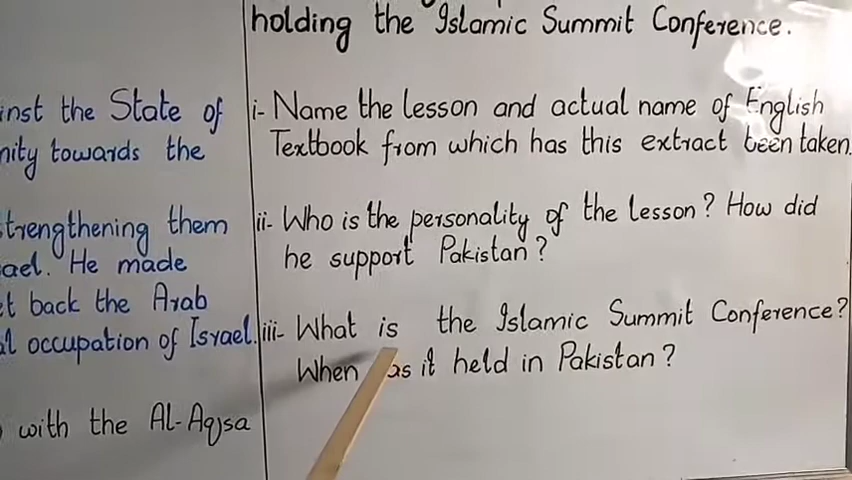 holding the Islamic Summit Conference.
inst the State of
nity towards the
trengthening them
ael. He made
t back the Arab
al occupation of Israel.
with the Al-Aqsa
i- Name the lesson and actual name of English
Textbook from which has this extract been taken.
ii- Who is the personality of the lesson? How did
he support Pakistan?
iii- What is the Islamic Summit Conference?
When as it held in Pakistan?